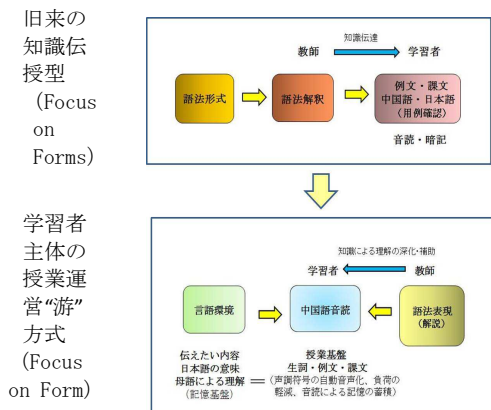 旧来の
知識伝
授型
(Focus
on
Forms)
知識伝達
教師
学習者
語法形式
語法解釈
例文・課文
中国語・日本語
(用例確認)
音読・暗記
学習者
主体の
授業運
営“游”
方式
(Focus
on Form)
知識による理解の深化・補助
学習者
教師
言語環境
中国語音読
語法表現
(解説)
伝えたい内容
日本語の意味
母語による理解
(記憶基盤)
=
授業基盤
生詞・例文・課文
(声調符号の自動音声化、負荷の
軽減、音読による記憶の蓄積)